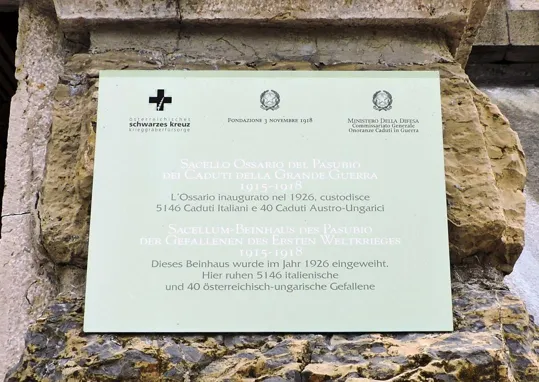 österreichisches
schwarzes kreuz
kriegsgräberfürsorge
Fondazione 3 novembre 1918
Ministero della Difesa
Commissariato Generale
Onoranze Caduti in Guerra
Sacello Ossario del Pasubio
dei Caduti della Grande Guerra
1915-1918
L'Ossario inaugurato nel 1926, custodisce
5146 Caduti Italiani e 40 Caduti Austro-Ungarici
Sacellum-Beinhaus des Pasubio
der Gefallenen des Ersten Weltkrieges
1915-1918
Dieses Beinhaus wurde im Jahr 1926 eingeweiht.
Hier ruhen 5146 italienische
und 40 österreichisch-ungarische Gefallene